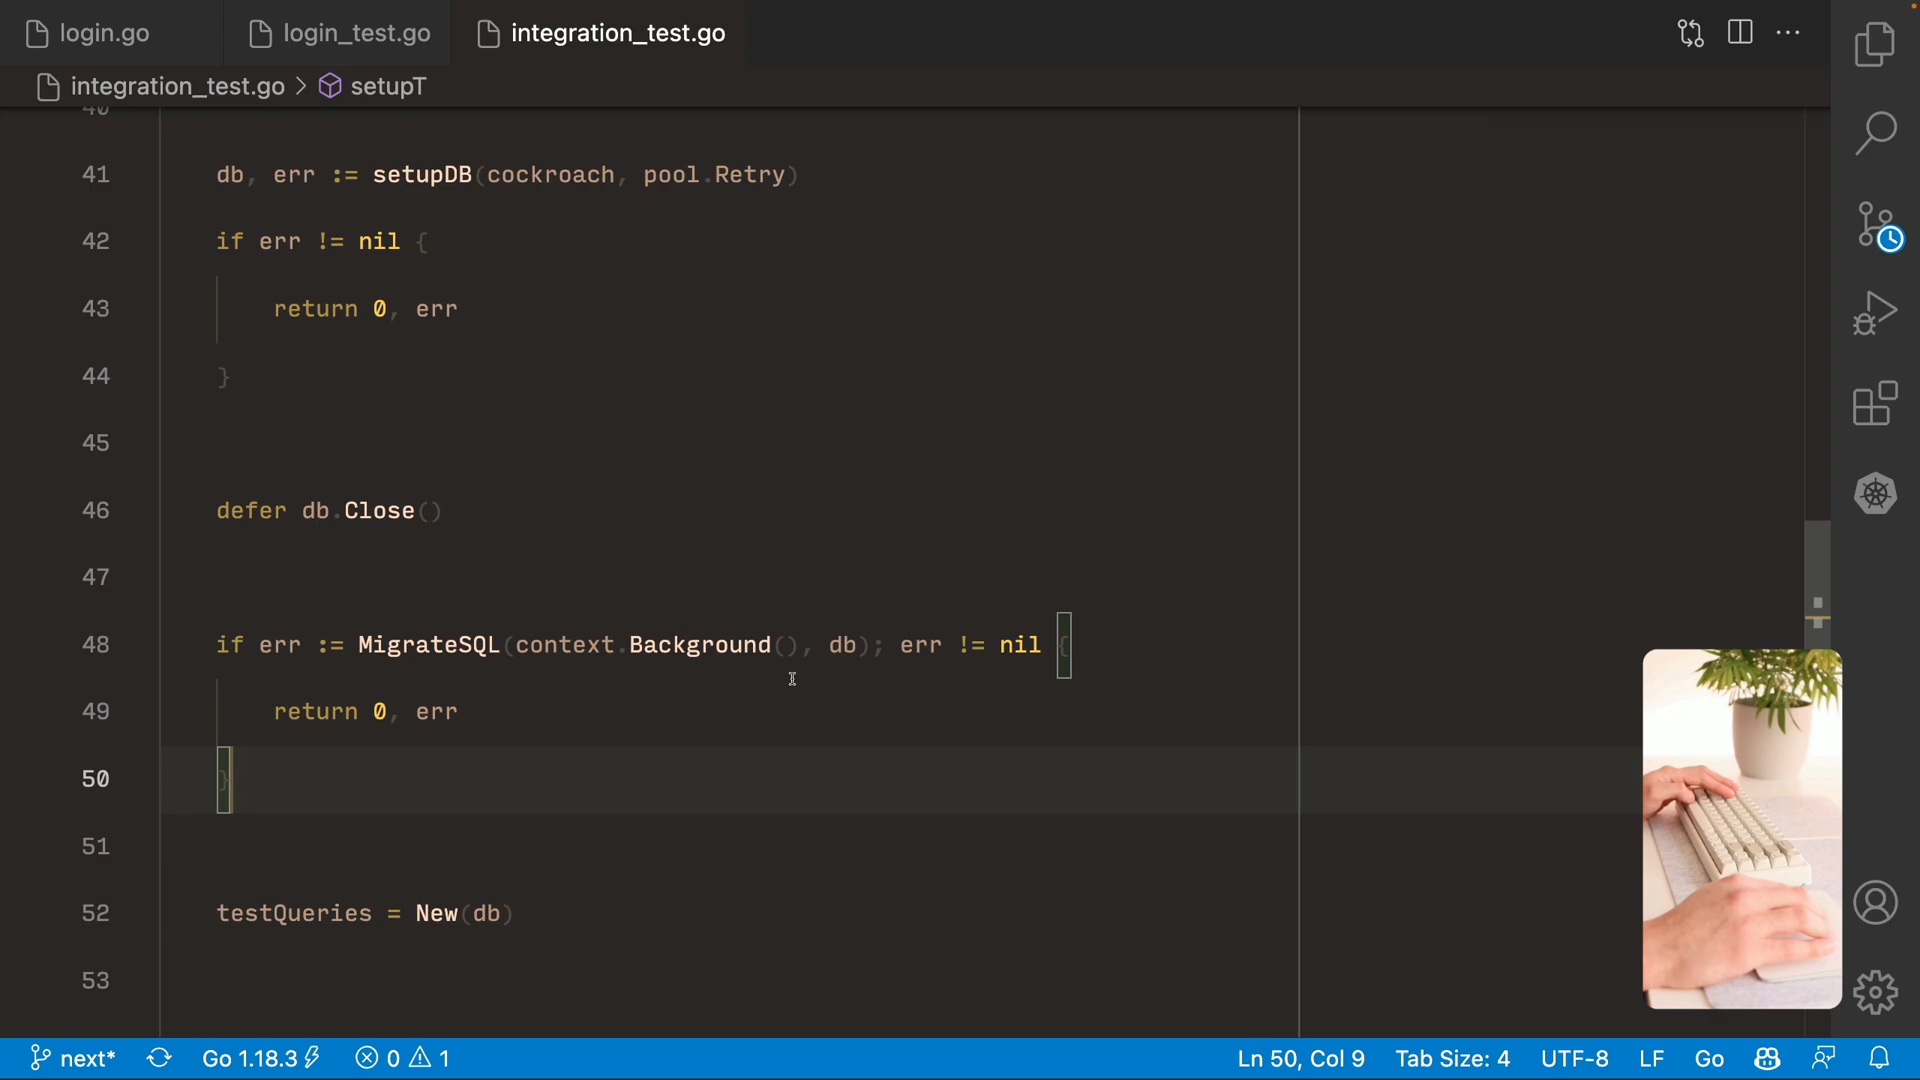 login.go login_test.go integration_test.go
integration_test.go > setupT
40
41 db, err := setupDB(cockroach, pool.Retry)
42 if err != nil {
43 return 0, err
44 }
45
46 defer db.Close()
47
48 if err := MigrateSQL(context.Background(), db); err != nil {
49 return 0, err
50 }
51
52 testQueries = New(db)
53
next* Go 1.18.3 0 1 Ln 50, Col 9 Tab Size: 4 UTF-8 LF Go